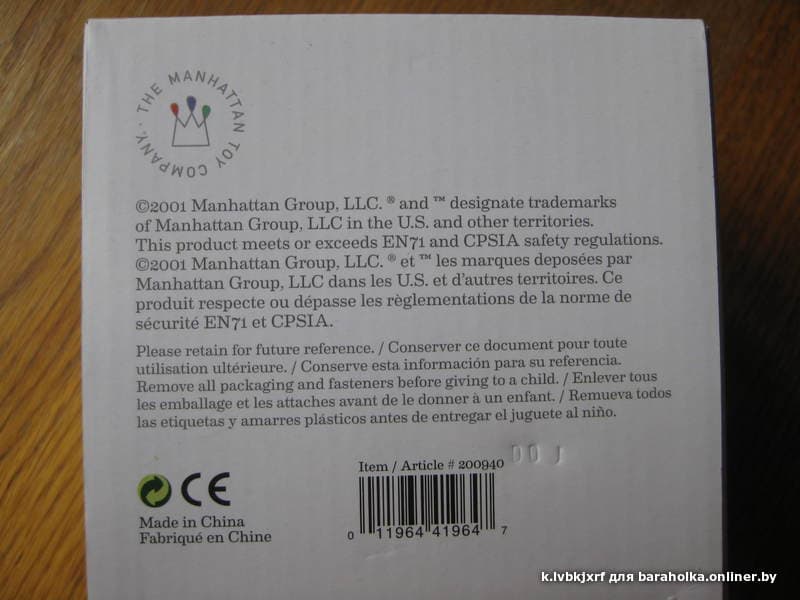 THE MANHATTAN TOY COMPANY.
©2001 Manhattan Group, LLC. ® and ™ designate trademarks
of Manhattan Group, LLC in the U.S. and other territories.
This product meets or exceeds EN71 and CPSIA safety regulations.
©2001 Manhattan Group, LLC. ® et ™ les marques deposées par
Manhattan Group, LLC dans les U.S. et d'autres territoires. Ce
produit respecte ou dépasse les règlementations de la norme de
sécurité EN71 et CPSIA.
Please retain for future reference. / Conserver ce document pour toute
utilisation ultérieure. / Conserve esta información para su referencia.
Remove all packaging and fasteners before giving to a child. / Enlever tous
les emballage et les attaches avant de le donner à un enfant. / Remueva todos
las etiquetas y amarres plásticos antes de entregar el juguete al niño.
Item / Article # 200940
CE
Made in China
Fabriqué en Chine
0 11964 41964 7
k.lvbkjxrf для baraholka.onliner.by